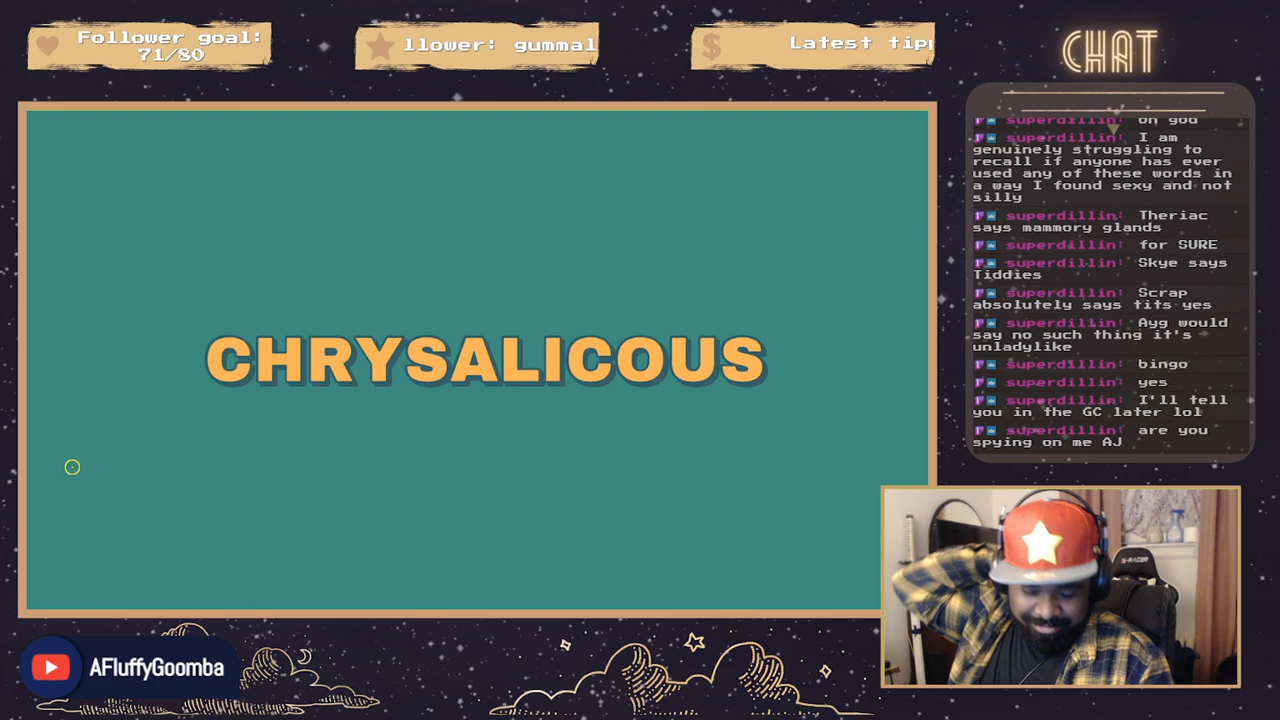 Follower goal:
71/80
llower: gummal
Latest tip
CHAT
superdillin: on god
superdillin: I am
genuinely struggling to
recall if anyone has ever
used any of these words in
a way I found sexy and not
silly
superdillin: Theriac
says mammory glands
superdillin: for SURE
superdillin: Skye says
Tiddies
superdillin: Scrap
absolutely says tits yes
superdillin: Ayg would
say no such thing it's
unladylike
superdillin: bingo
superdillin: yes
superdillin: I'll tell
you in the GC later lol
superdillin: are you
spying on me AJ
CHRYSALICOUS
S-RACER
AFluffyGoomba